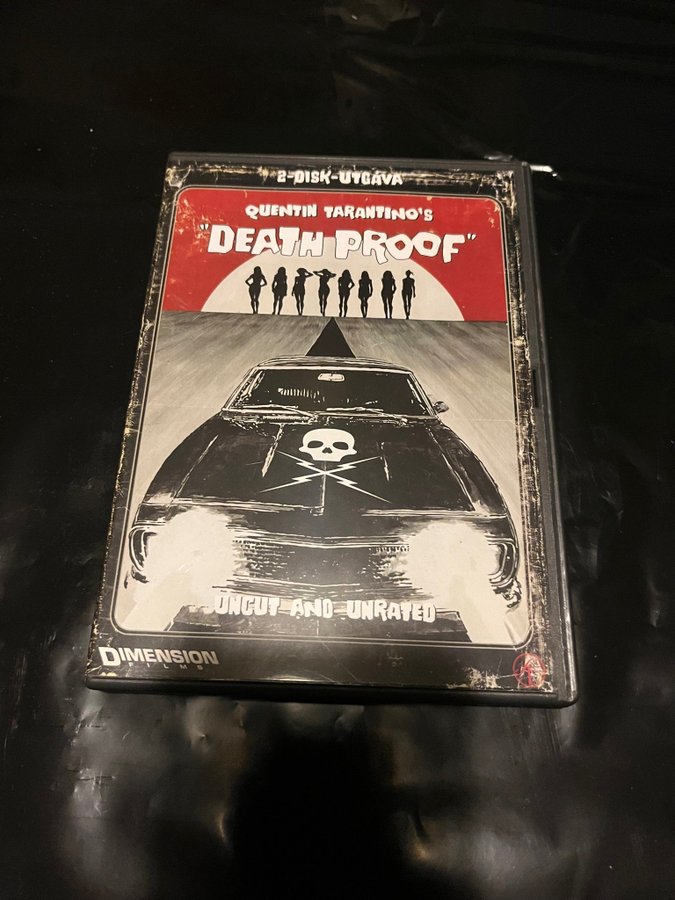 2-DISK-UTGÅVA
QUENTIN TARANTINO'S
"DEATH PROOF"
UNCUT AND UNRATED
DIMENSION
FILMS